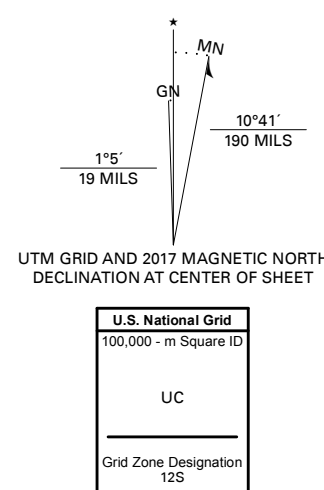 ★
MN
GN
10°41´
190 MILS
1°5´
19 MILS
UTM GRID AND 2017 MAGNETIC NORTH
DECLINATION AT CENTER OF SHEET
U.S. National Grid
100,000 - m Square ID
UC
Grid Zone Designation
12S